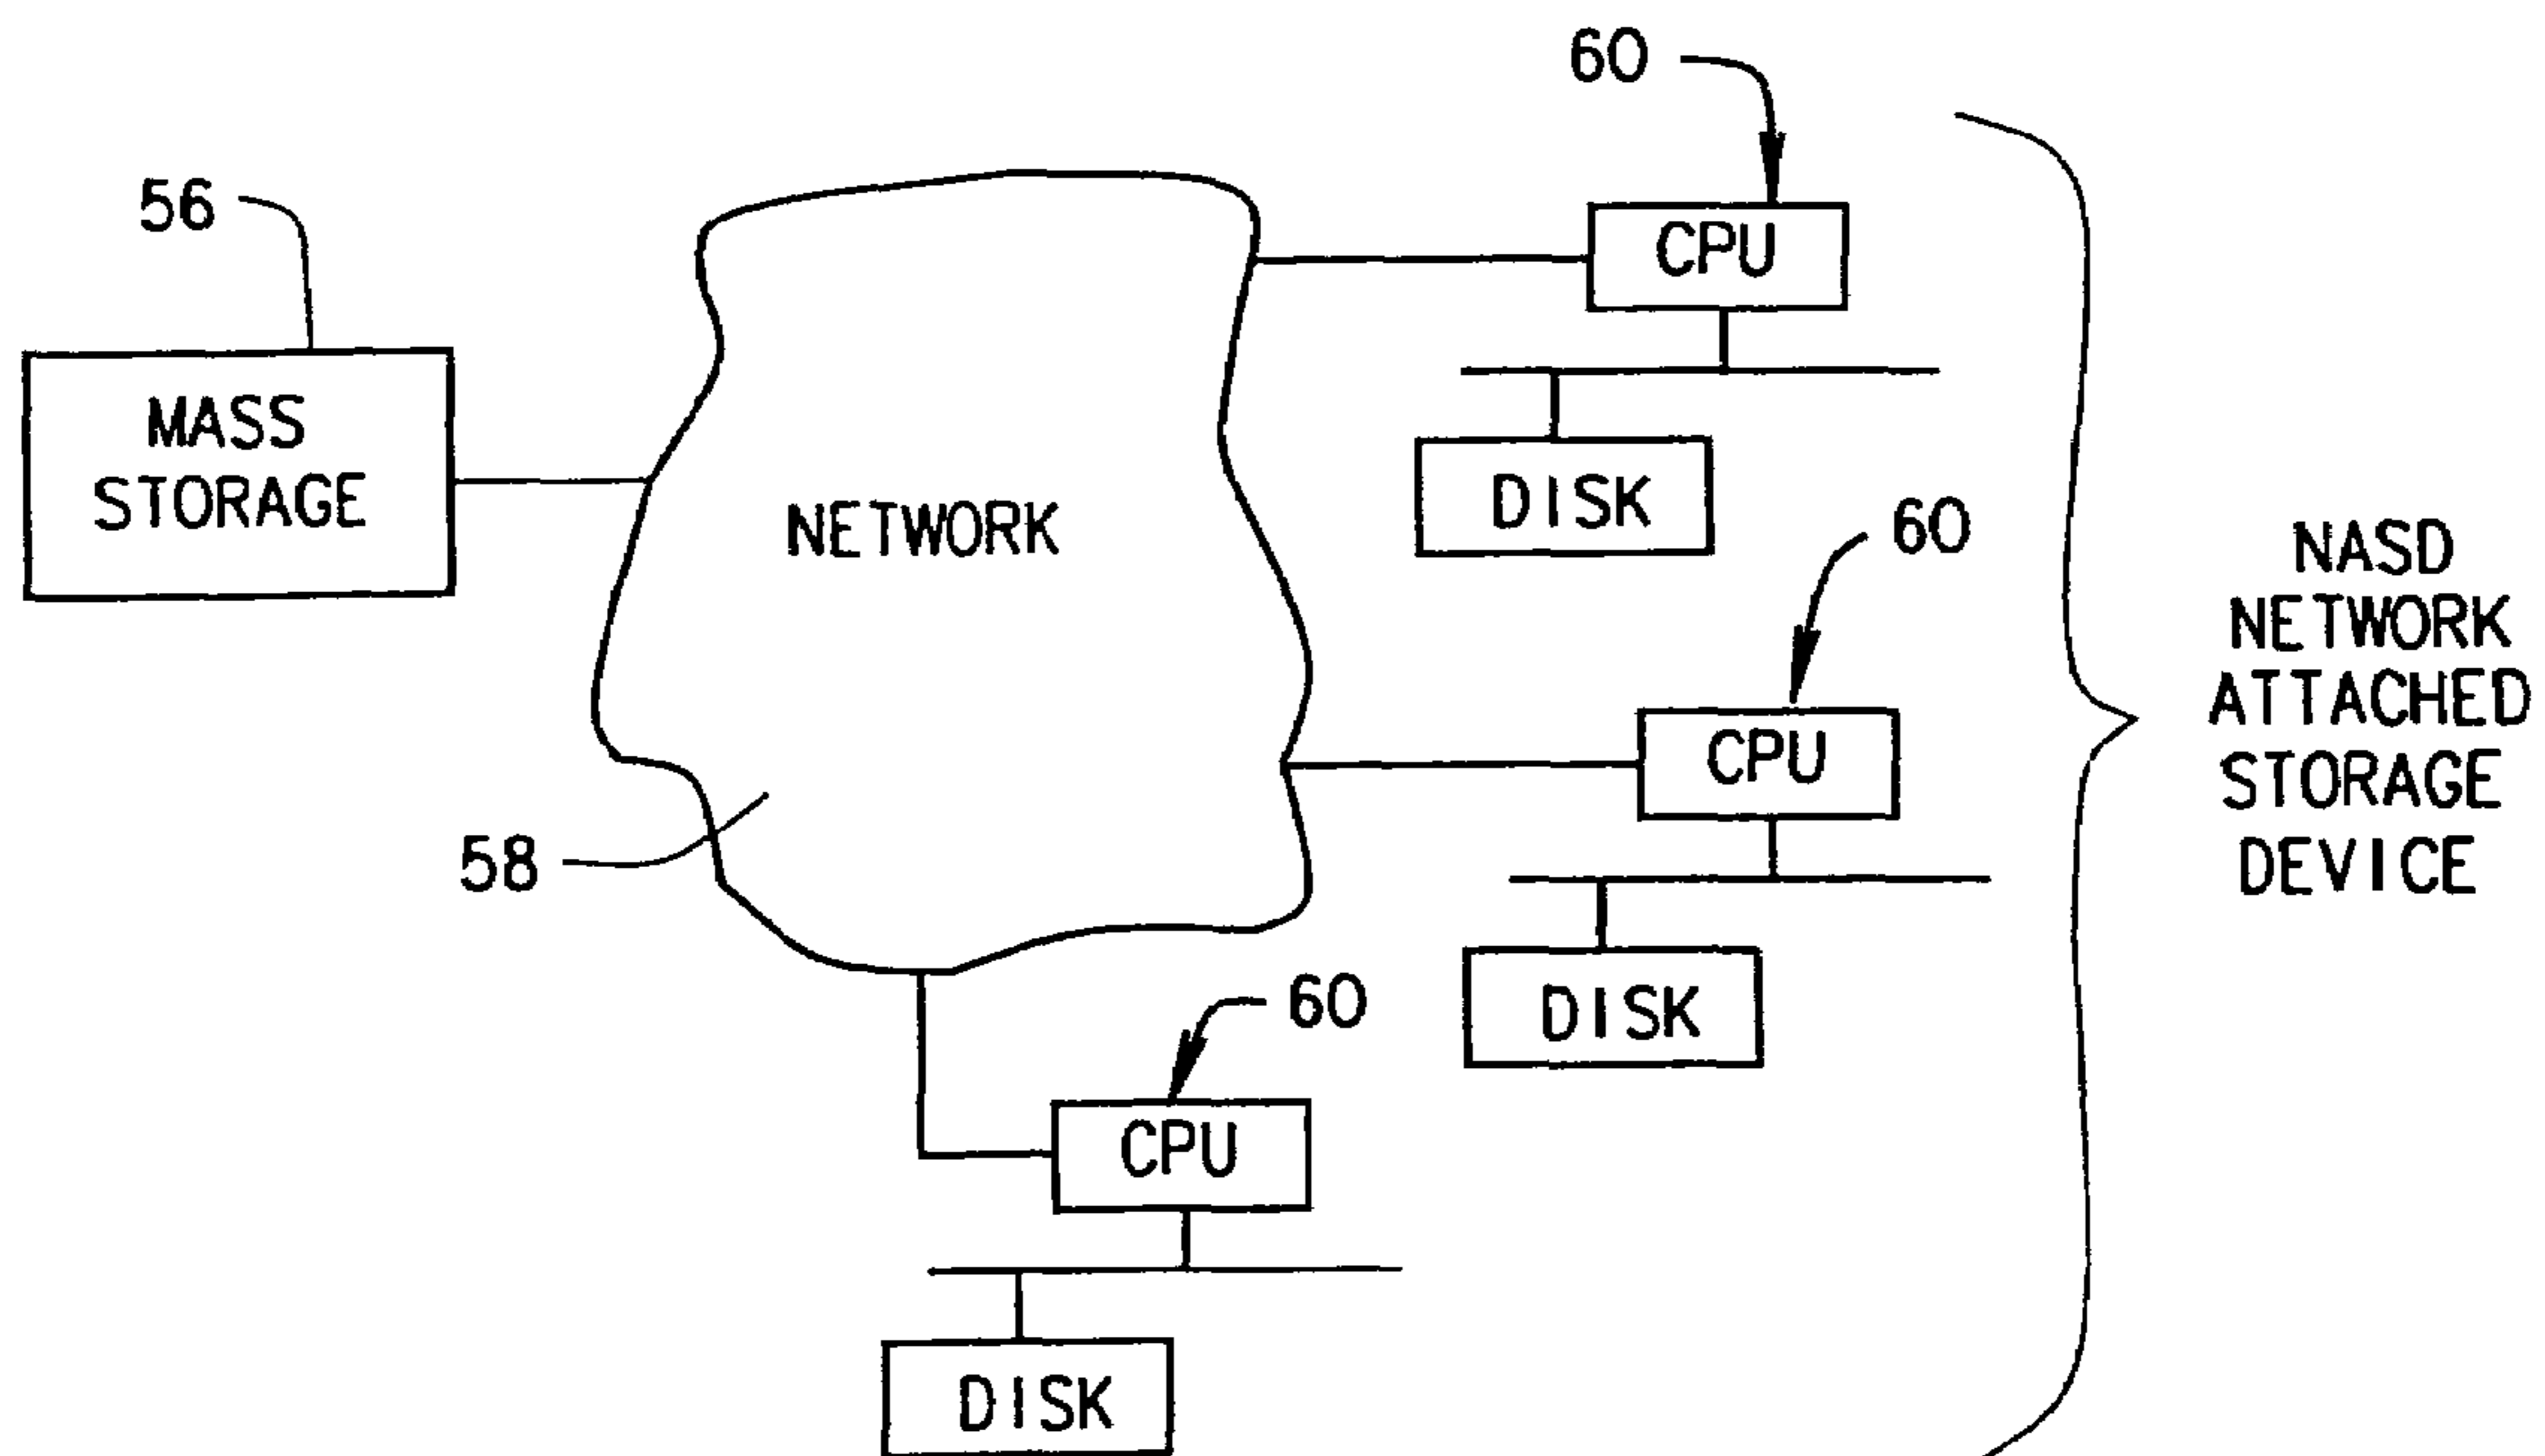 60
56
CPU
MASS
STORAGE
DISK
NETWORK
60
NASD
NETWORK
ATTACHED
STORAGE
DEVICE
CPU
58
DISK
60
CPU
DISK